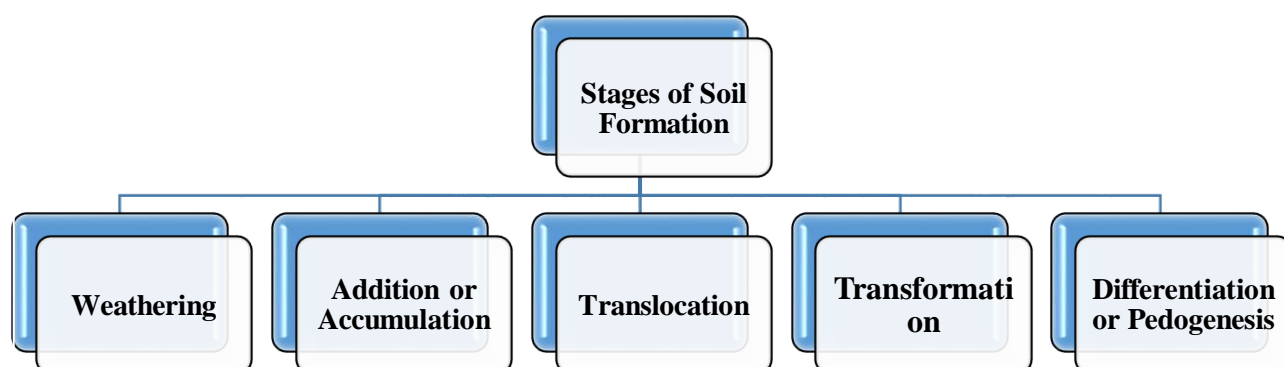 Stages of Soil
Formation
Weathering
Addition or
Accumulation
Translocation
Transformati
on
Differentiation
or Pedogenesis